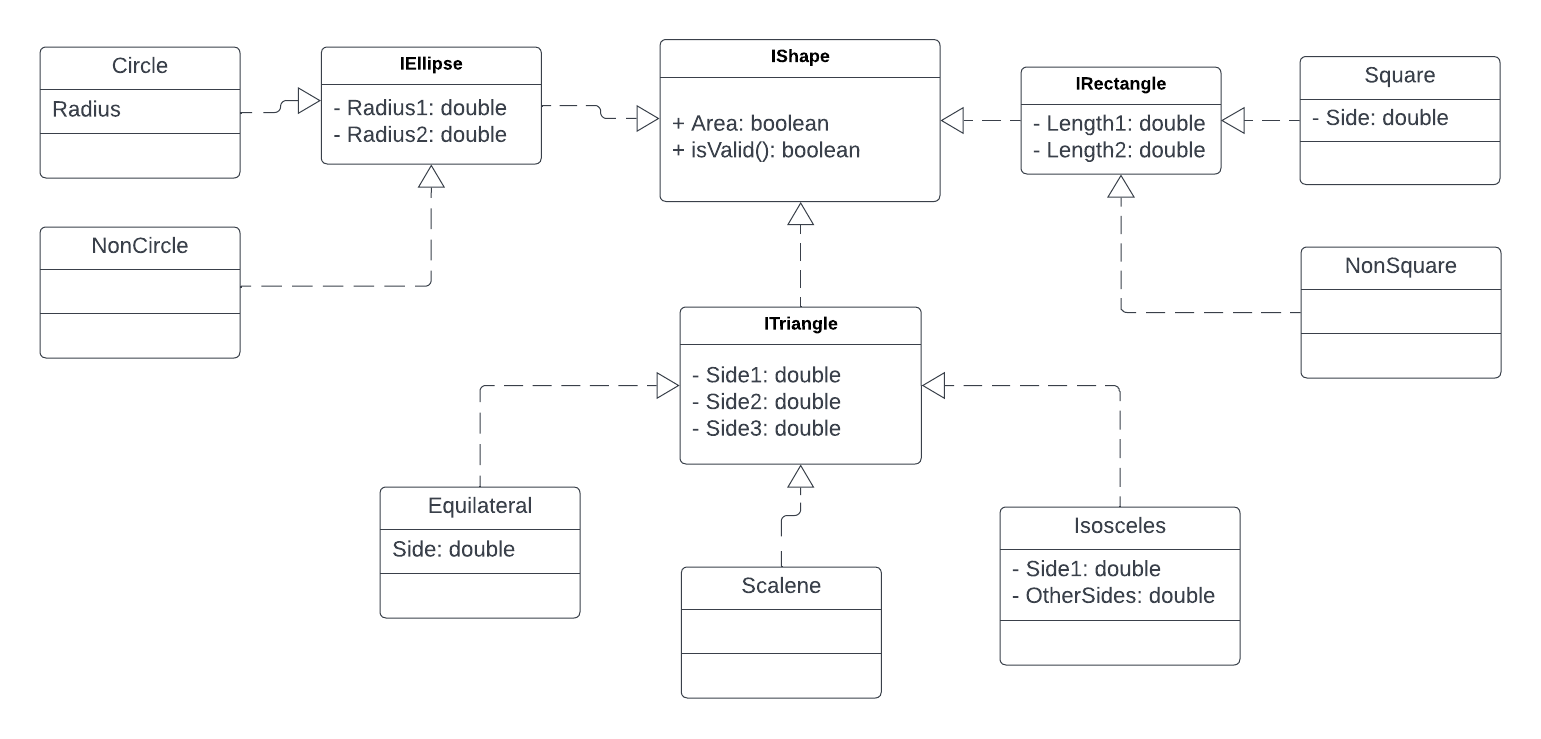 Circle
Radius
IEllipse
- Radius1: double
- Radius2: double
IShape
+ Area: boolean
+ isValid(): boolean
IRectangle
- Length1: double
- Length2: double
Square
- Side: double
NonCircle
NonSquare
ITriangle
- Side1: double
- Side2: double
- Side3: double
Equilateral
Side: double
Scalene
Isosceles
- Side1: double
- OtherSides: double